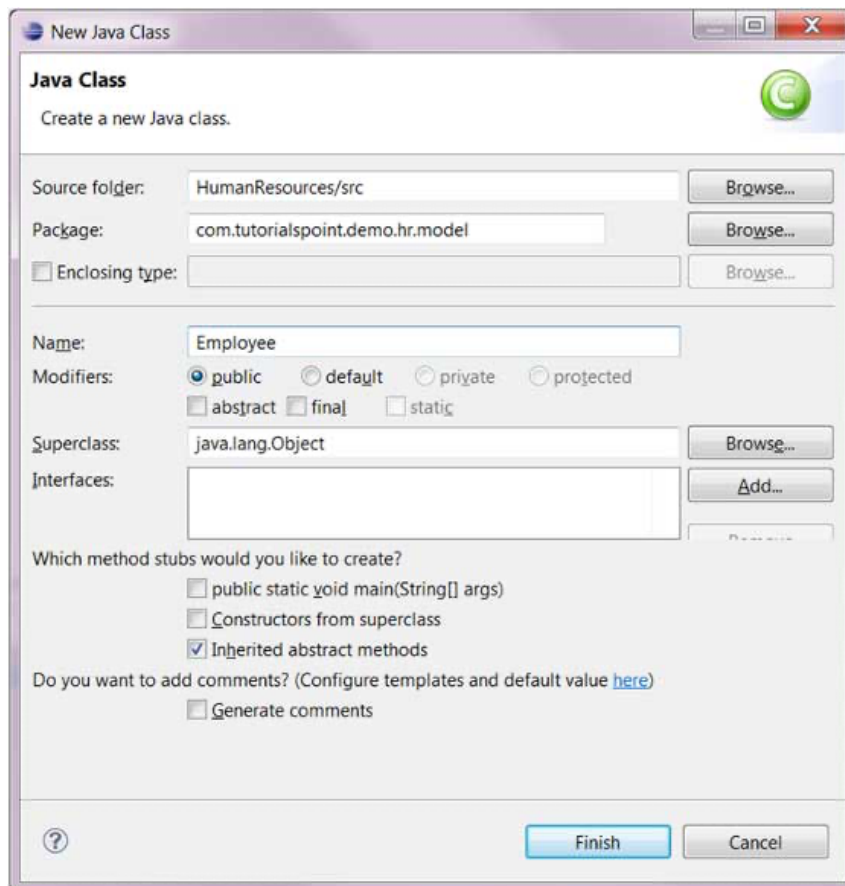 New Java Class
Java Class
Create a new Java class.
Source folder: HumanResources/src Browse...
Package: com.tutorialspoint.demo.hr.model Browse...
Enclosing type: Browse...
Name: Employee
Modifiers: public default private protected
abstract final static
Superclass: java.lang.Object Browse...
Interfaces: Add...
Remove
Which method stubs would you like to create?
public static void main(String[] args)
Constructors from superclass
Inherited abstract methods
Do you want to add comments? (Configure templates and default value here)
Generate comments
Finish Cancel